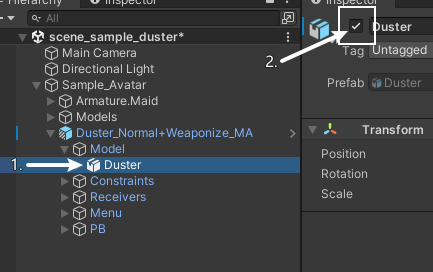 Hierarchy
Inspector
All
scene_sample_duster*
Main Camera
Directional Light
Sample_Avatar
Armature.Maid
Models
Duster_Normal+Weaponize_MA
Model
1.
Duster
Constraints
Receivers
Menu
PB
Duster
2.
Tag
Untagged
Prefab
Duster
Transform
Position
Rotation
Scale